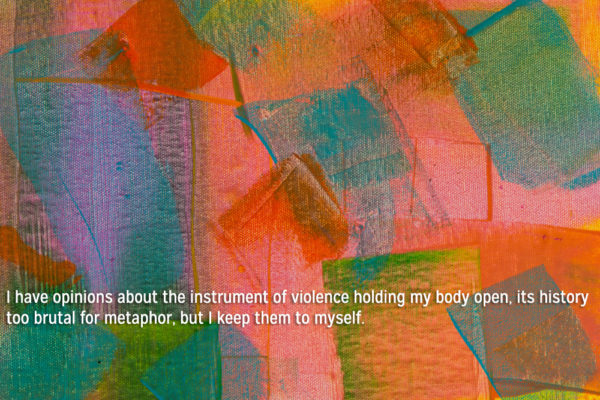 I have opinions about the instrument of violence holding my body open, its history
too brutal for metaphor, but I keep them to myself.